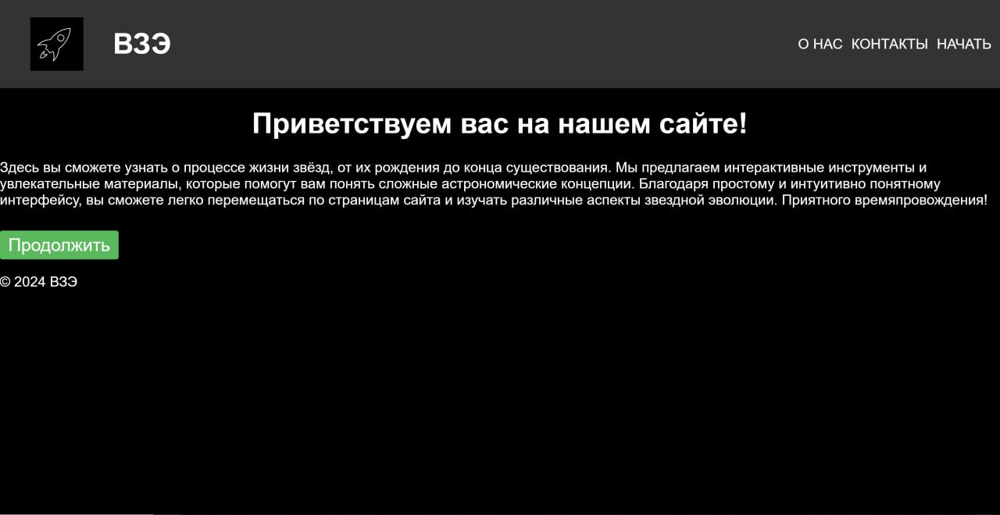 ВЗЭ
О НАС КОНТАКТЫ НАЧАТЬ
Приветствуем вас на нашем сайте!
Здесь вы сможете узнать о процессе жизни звёзд, от их рождения до конца существования. Мы предлагаем интерактивные инструменты и
увлекательные материалы, которые помогут вам понять сложные астрономические концепции. Благодаря простому и интуитивно понятному
интерфейсу, вы сможете легко перемещаться по страницам сайта и изучать различные аспекты звездной эволюции. Приятного времяпровождения!
Продолжить
© 2024 ВЗЭ